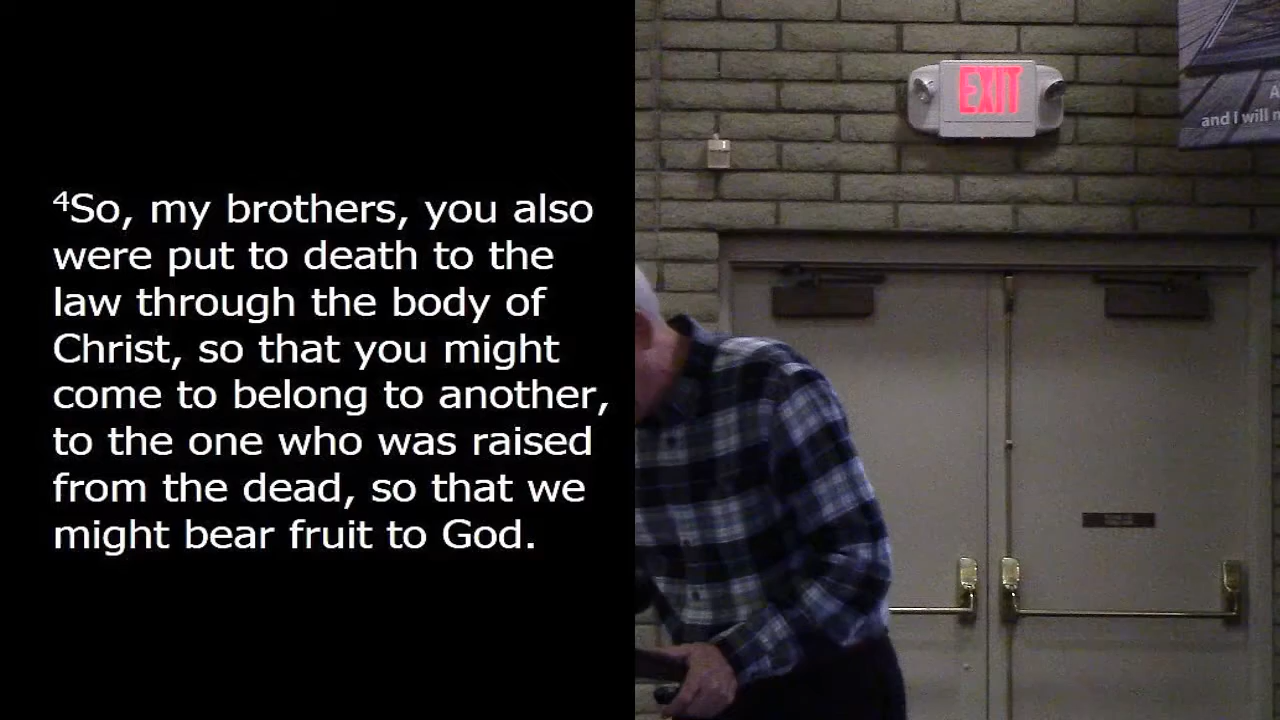 ⁴So, my brothers, you also
were put to death to the
law through the body of
Christ, so that you might
come to belong to another,
to the one who was raised
from the dead, so that we
might bear fruit to God.
EXIT
and I will